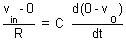 v_in - 0 / R = C d(0 - v_o) / dt